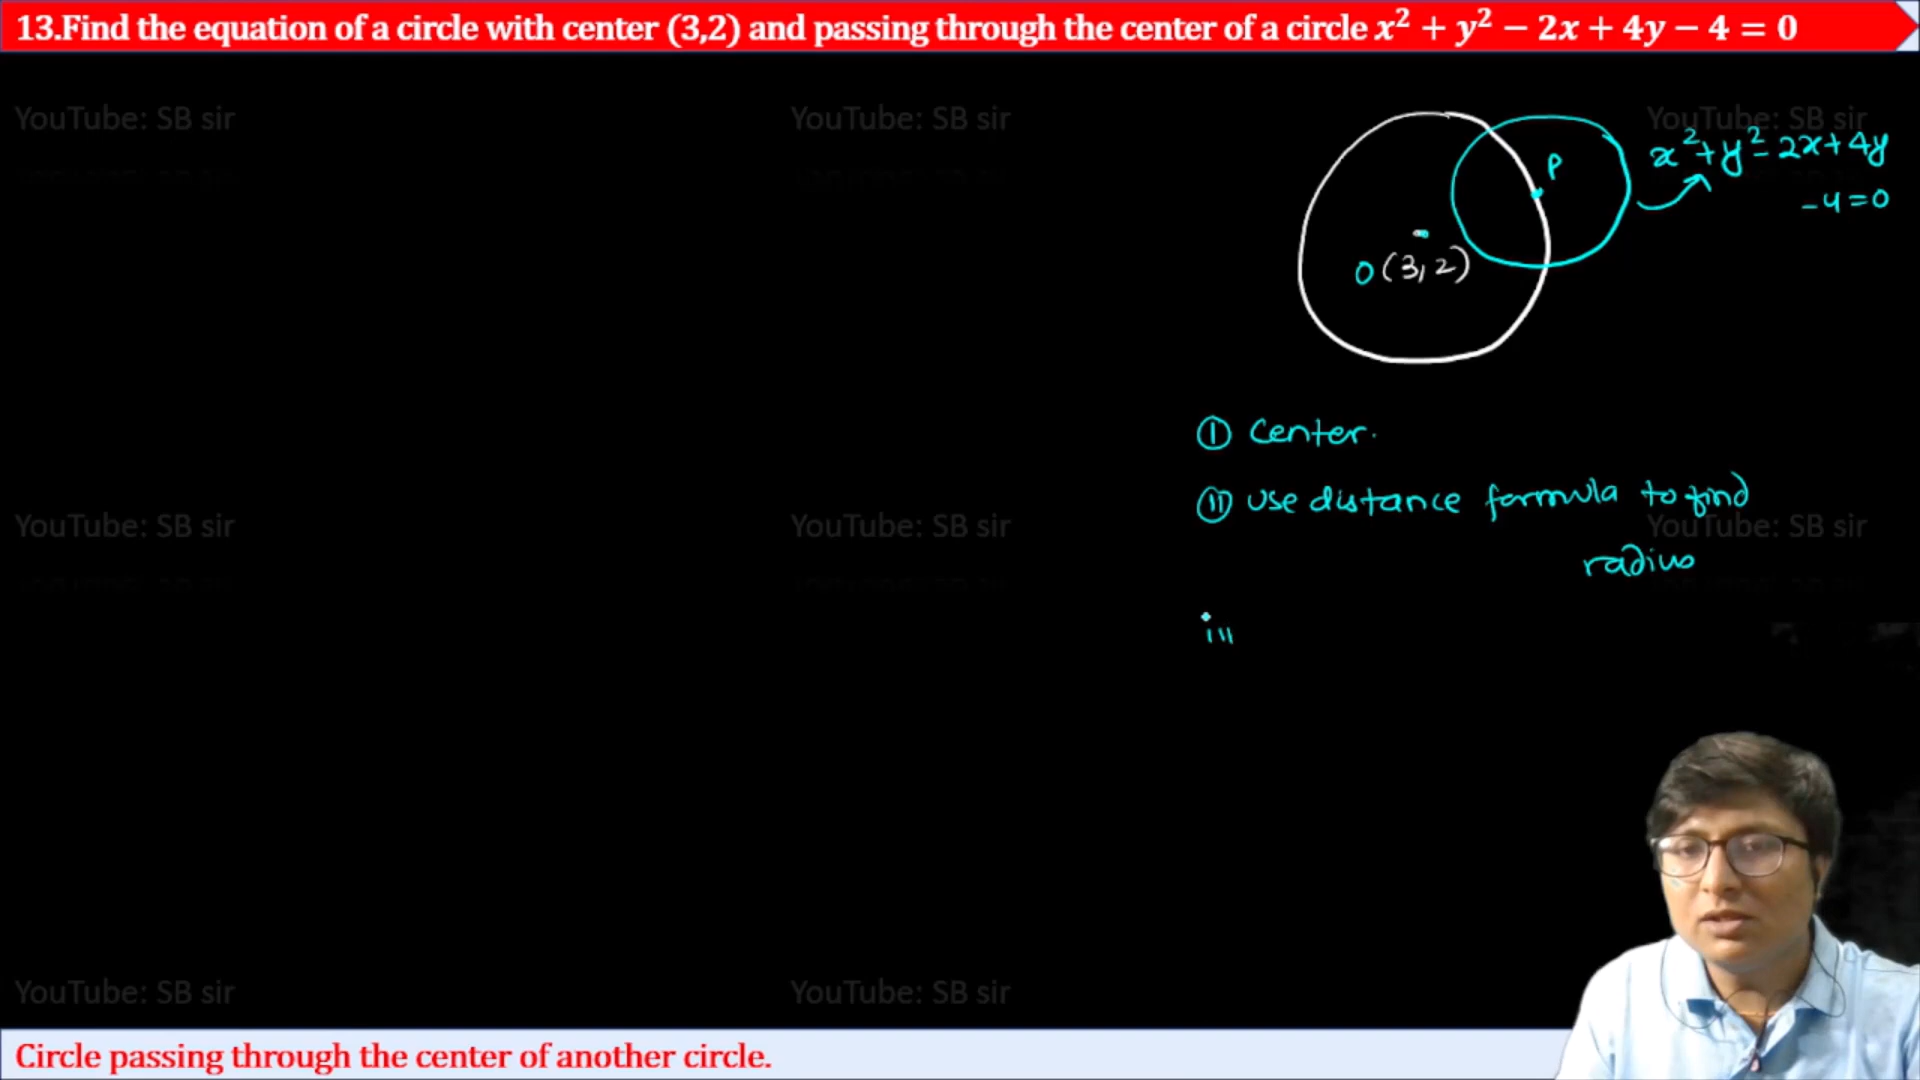 13.Find the equation of a circle with center (3,2) and passing through the center of a circle x² + y² − 2x + 4y − 4 = 0
YouTube: SB sir YouTube: SB sir YouTube: SB sir
P
x²+y²-2x+4y
-4=0
O(3,2)
① Center.
⑪ Use distance formula to find
YouTube: SB sir YouTube: SB sir YouTube: SB sir
radius
iii
YouTube: SB sir YouTube: SB sir
Circle passing through the center of another circle.